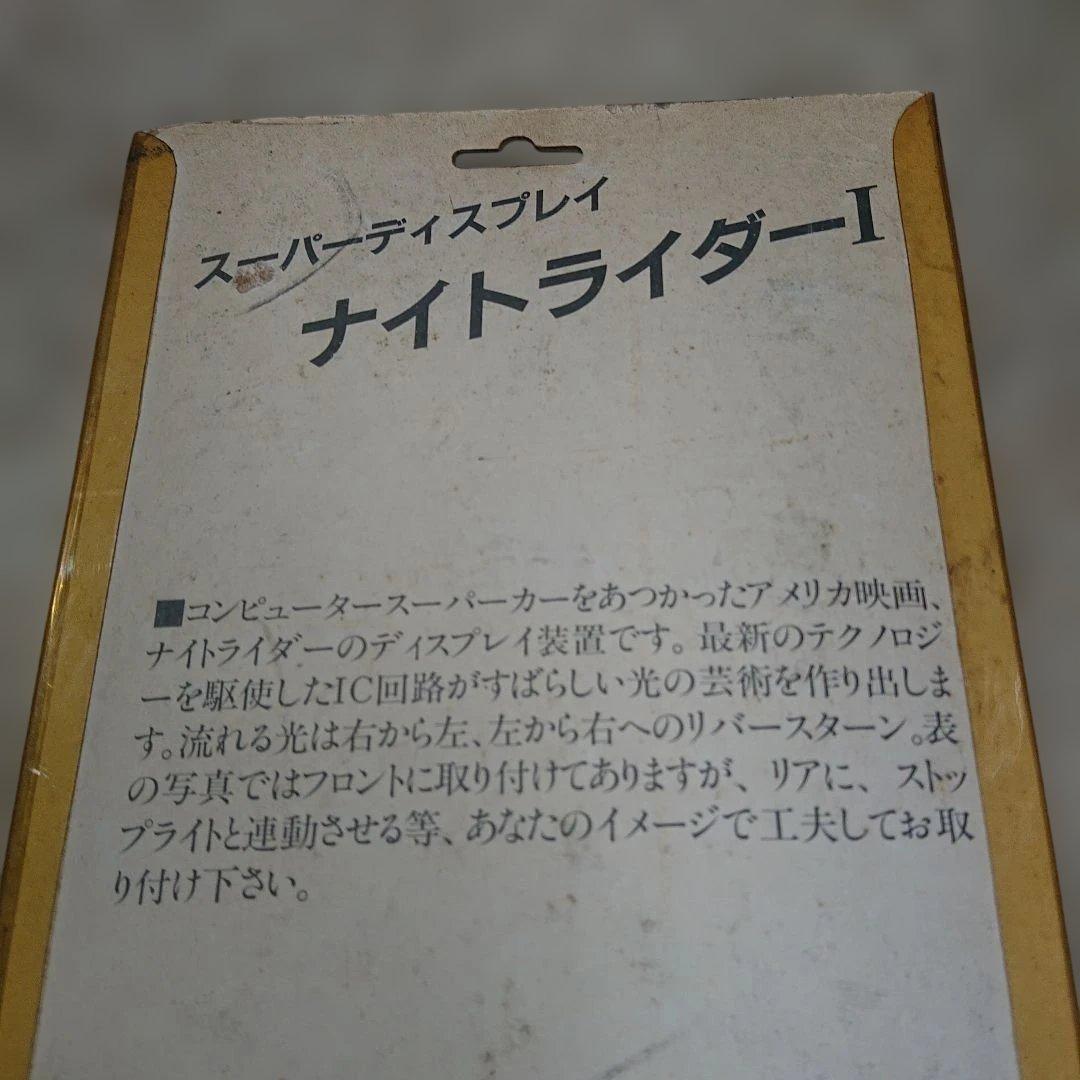 スーパーディスプレイ
ナイトライダーI
■コンピュータースーパーカーをあつかったアメリカ映画、
ナイトライダーのディスプレイ装置です。最新のテクノロジ
ーを駆使したIC回路がすばらしい光の芸術を作り出しま
す。流れる光は右から左、左から右へのリバースターン。表
の写真ではフロントに取り付けてありますが、リアに、ストッ
プライトと連動させる等、あなたのイメージで工夫してお取
り付け下さい。